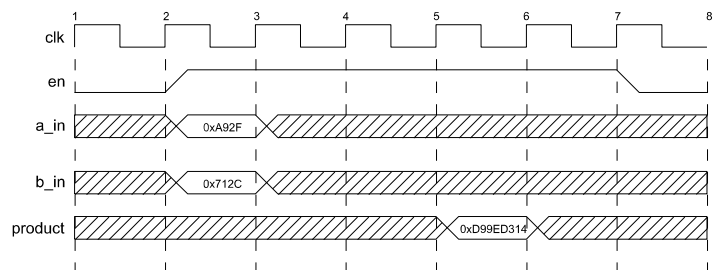 1 2 3 4 5 6 7 8
clk
en
a_in 0xA92F
b_in 0x712C
product 0xD99ED314